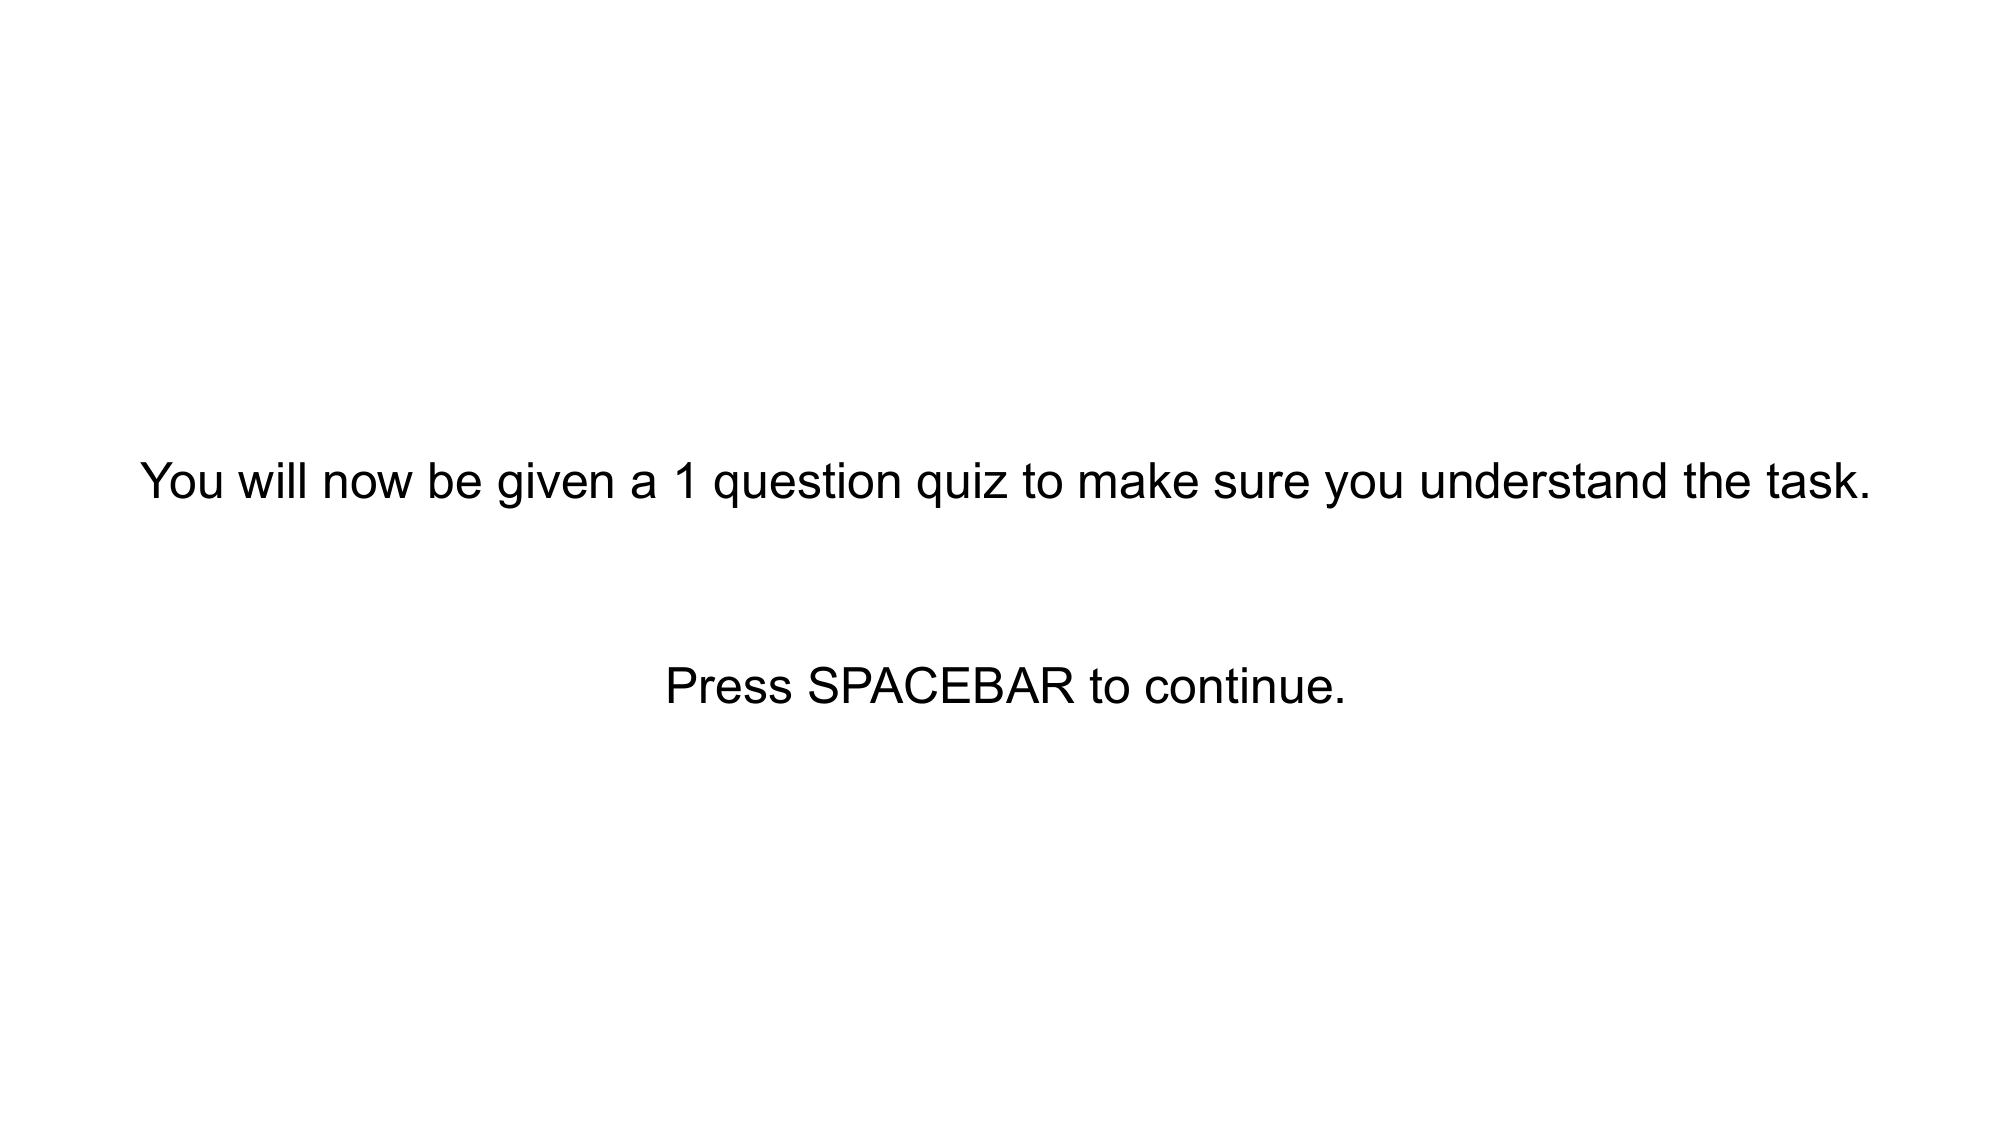 You will now be given a 1 question quiz to make sure you understand the task.
Press SPACEBAR to continue.